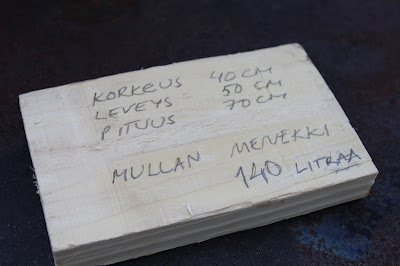 KORKEUS 40 CM
LEVEYS 50 CM
PITUUS 70 CM
MULLAN MENEKKI
140 LITRAA